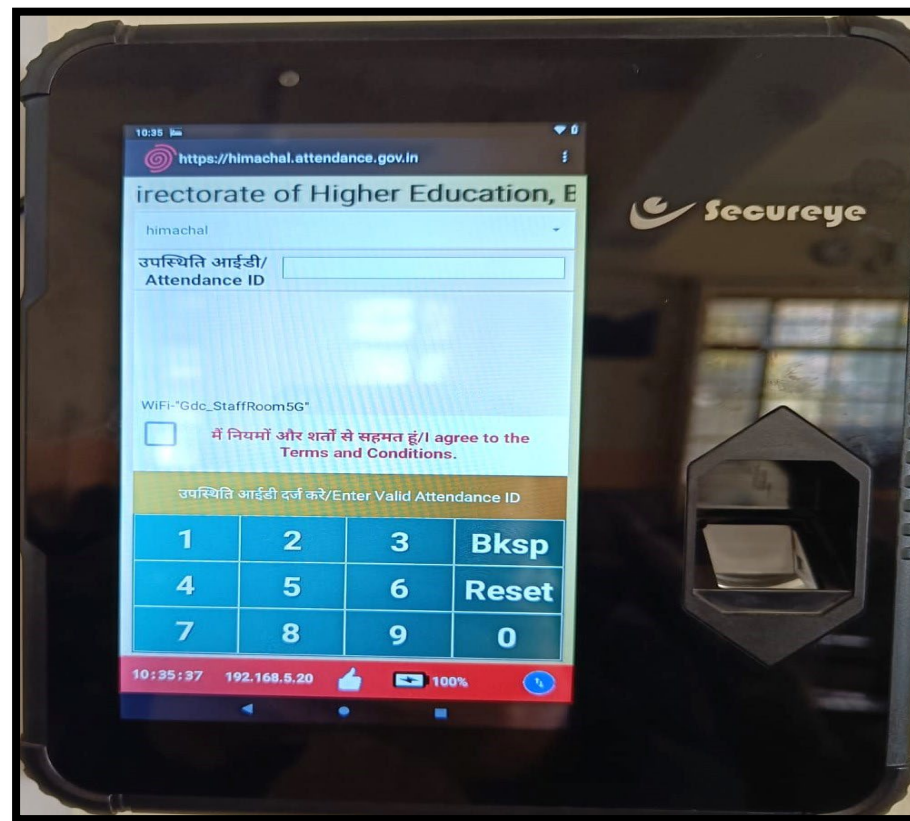 10:35
https://himachal.attendance.gov.in
irectorate of Higher Education, E
Secureye
himachal
उपस्थिति आईडी/
Attendance ID
WiFi-"Gdc_StaffRoom5G"
मैं नियमों और शर्तों से सहमत हूं/I agree to the
Terms and Conditions.
उपस्थिति आईडी दर्ज करे/Enter Valid Attendance ID
1 2 3 Bksp
4 5 6 Reset
7 8 9 0
10:35:37 192.168.5.20 100%